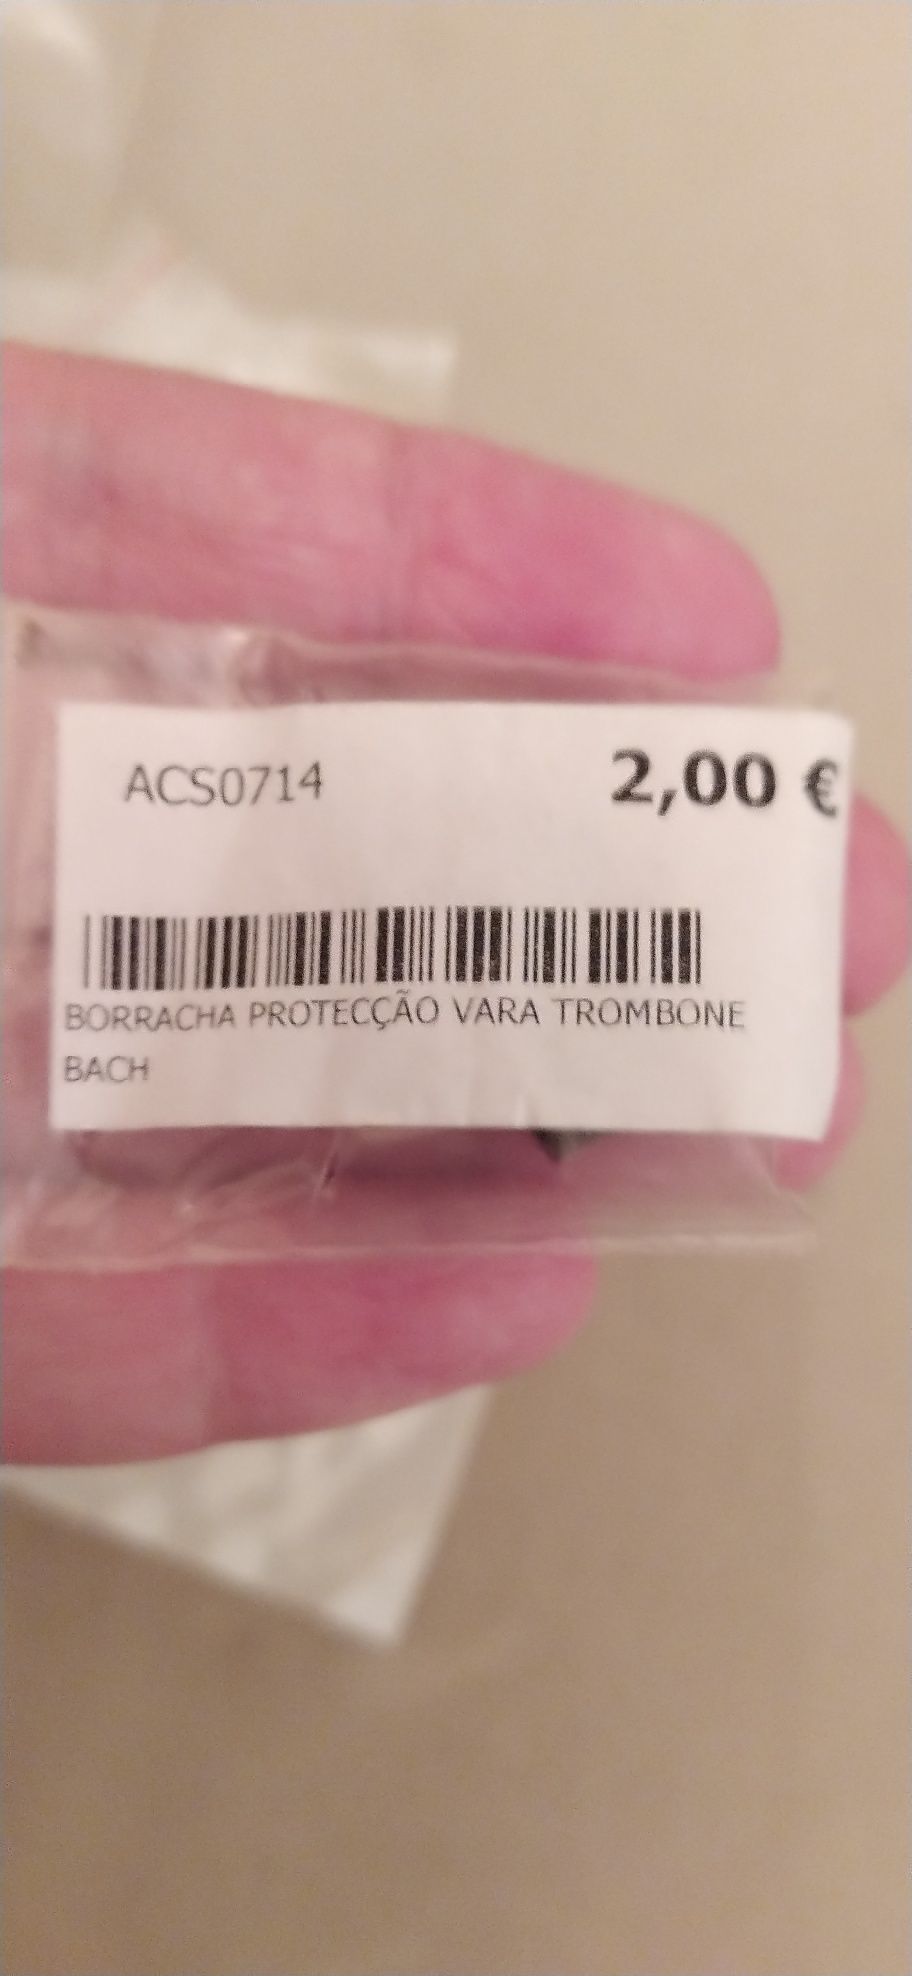 ACS0714 2,00 €
BORRACHA PROTECÇÃO VARA TROMBONE
BACH